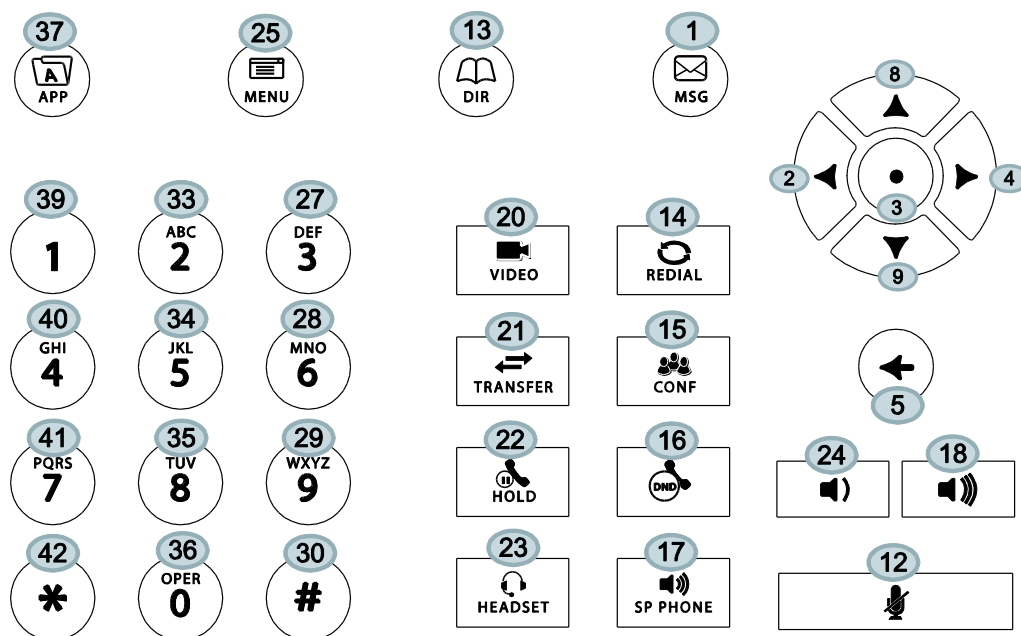 37
25
13
1
A
APP
MENU
DIR
MSG
8
2
4
3
9
39
33
27
1
ABC
2
DEF
3
20
14
VIDEO
REDIAL
40
34
28
GHI
4
JKL
5
MNO
6
21
15
TRANSFER
CONF
5
41
35
29
PQRS
7
TUV
8
WXYZ
9
22
16
HOLD
DND
24
18
42
36
30
*
OPER
0
#
23
17
HEADSET
SP PHONE
12